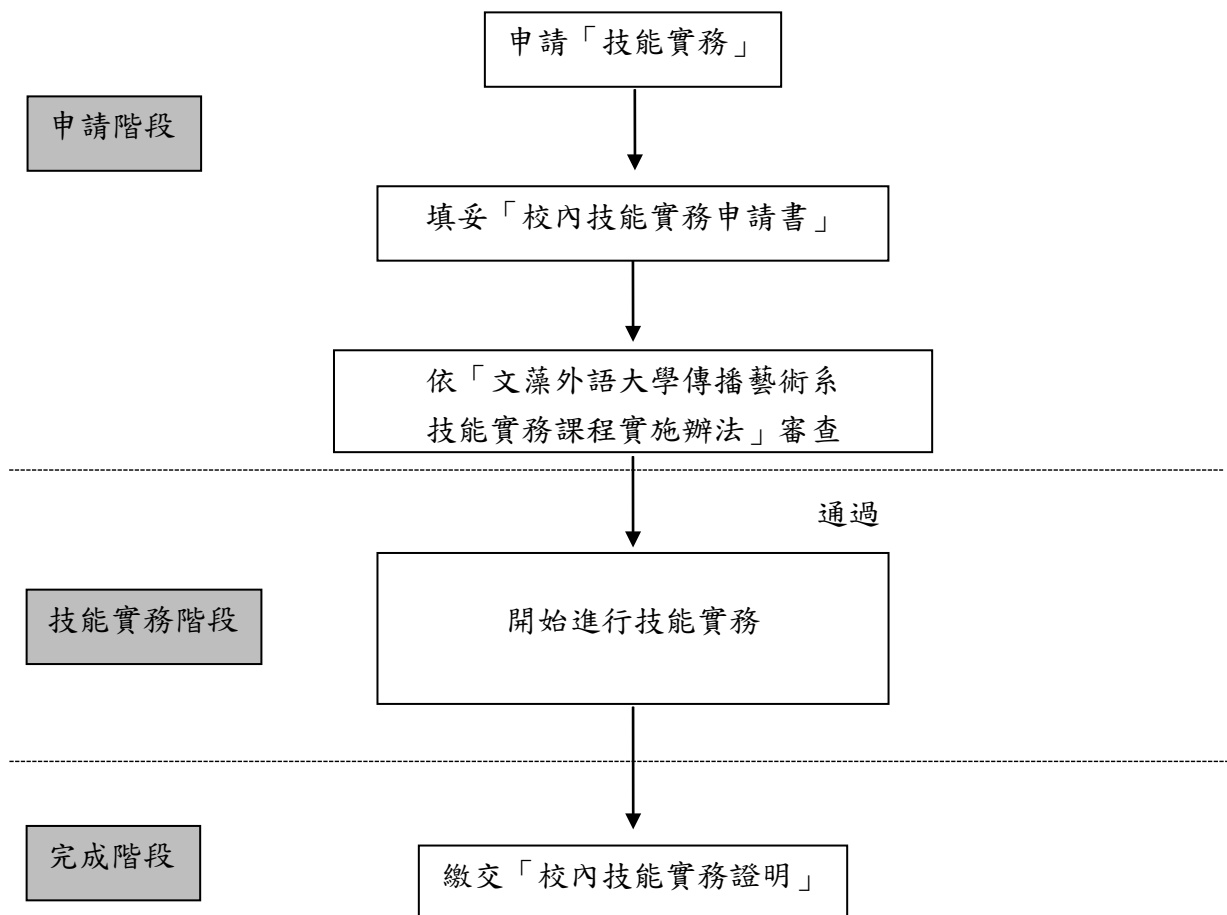 申請「技能實務」
申請階段
填妥「校內技能實務申請書」
依「文藻外語大學傳播藝術系
技能實務課程實施辦法」審查
通過
技能實務階段
開始進行技能實務
完成階段
繳交「校內技能實務證明」